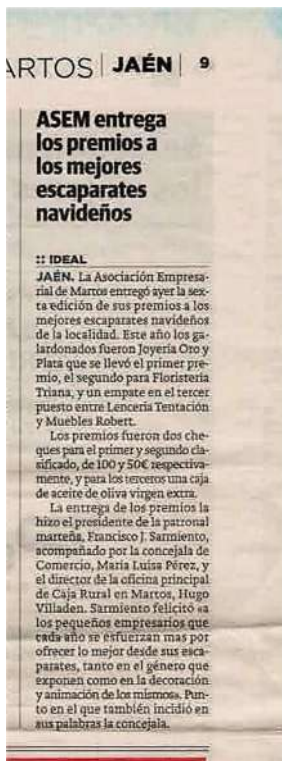 ARTOS | JAÉN | 9
ASEM entrega
los premios a
los mejores
escaparates
navideños
:: IDEAL
JAÉN. La Asociación Empresa-
rial de Martos entregó ayer la sex-
ta edición de sus premios a los
mejores escaparates navideños
de la localidad. Este año los ga-
lardonados fueron Joyería Oro y
Plata que se llevó el primer pre-
mio, el segundo para Floristería
Triana, y un empate en el tercer
puesto entre Lencería Tentación
y Muebles Robert.
Los premios fueron dos che-
ques para el primer y segundo cla-
sificado, de 100 y 50€ respectiva-
mente, y para los terceros una caja
de aceite de oliva virgen extra.
La entrega de los premios la
hizo el presidente de la patronal
marteña, Francisco J. Sarmiento,
acompañado por la concejala de
Comercio, María Luisa Pérez, y
el director de la oficina principal
de Caja Rural en Martos, Hugo
Villaden. Sarmiento felicitó «a
los pequeños empresarios que
cada año se esfuerzan mas por
ofrecer lo mejor desde sus esca-
parates, tanto en el género que
exponen como en la decoración
y animación de los mismos». Pun-
to en el que también incidió en
sus palabras la concejala.